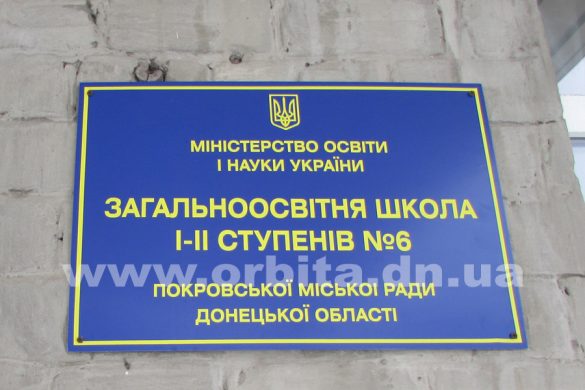 МІНІСТЕРСТВО ОСВІТИ
І НАУКИ УКРАЇНИ
ЗАГАЛЬНООСВІТНЯ ШКОЛА
І-ІІ СТУПЕНІВ №6
www.orbita.dn.ua
ПОКРОВСЬКОЇ МІСЬКОЇ РАДИ
ДОНЕЦЬКОЇ ОБЛАСТІ